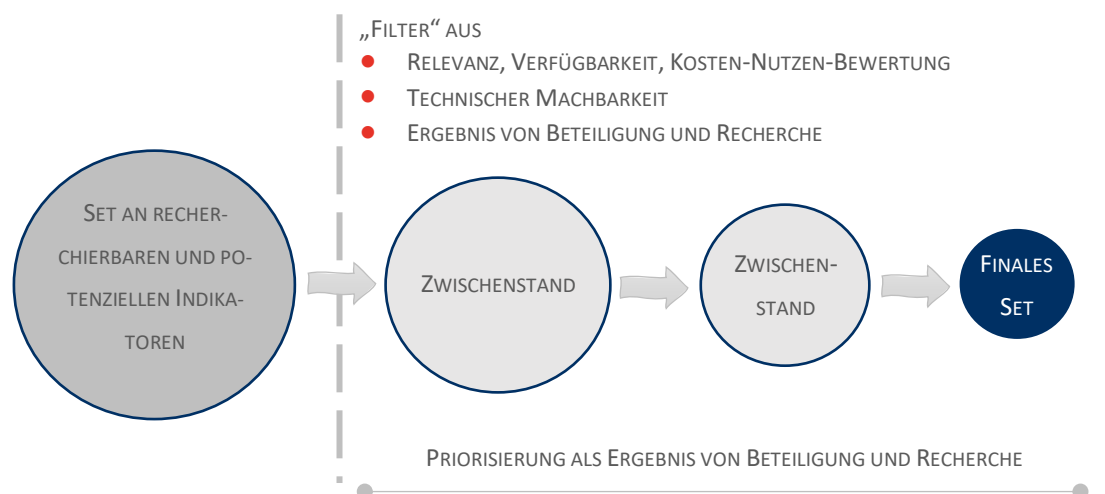 „Filter“ aus
Relevanz, Verfügbarkeit, Kosten-Nutzen-Bewertung
Technischer Machbarkeit
Ergebnis von Beteiligung und Recherche
Set an recher-
chierbaren und po-
tenziellen Indika-
toren
Zwischenstand
Zwischen-
stand
Finales
Set
Priorisierung als Ergebnis von Beteiligung und Recherche